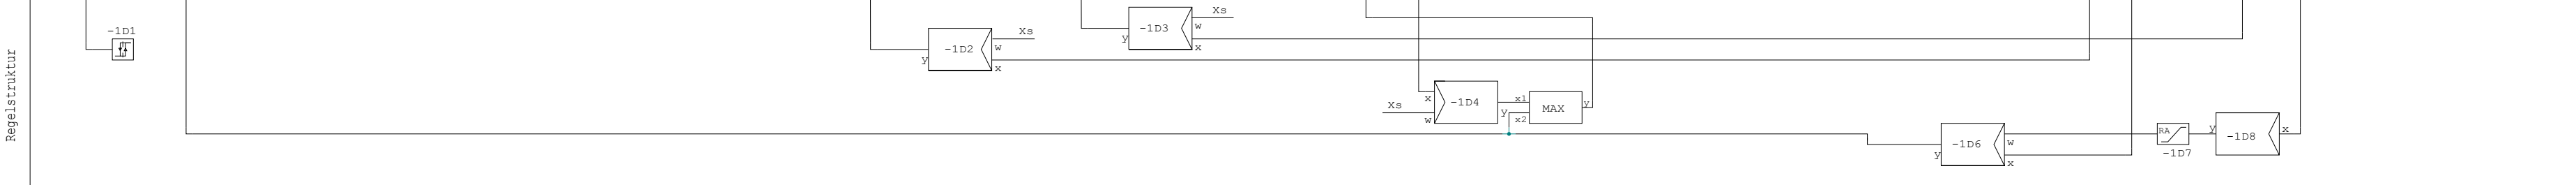 Regelstruktur
-1D1
Xs
-1D2
w
y
x
Xs
-1D3
w
y
x
Xs
x
-1D4
w
y
x1
x2
MAX
y
-1D6
w
y
x
RA
-1D7
y
-1D8
x